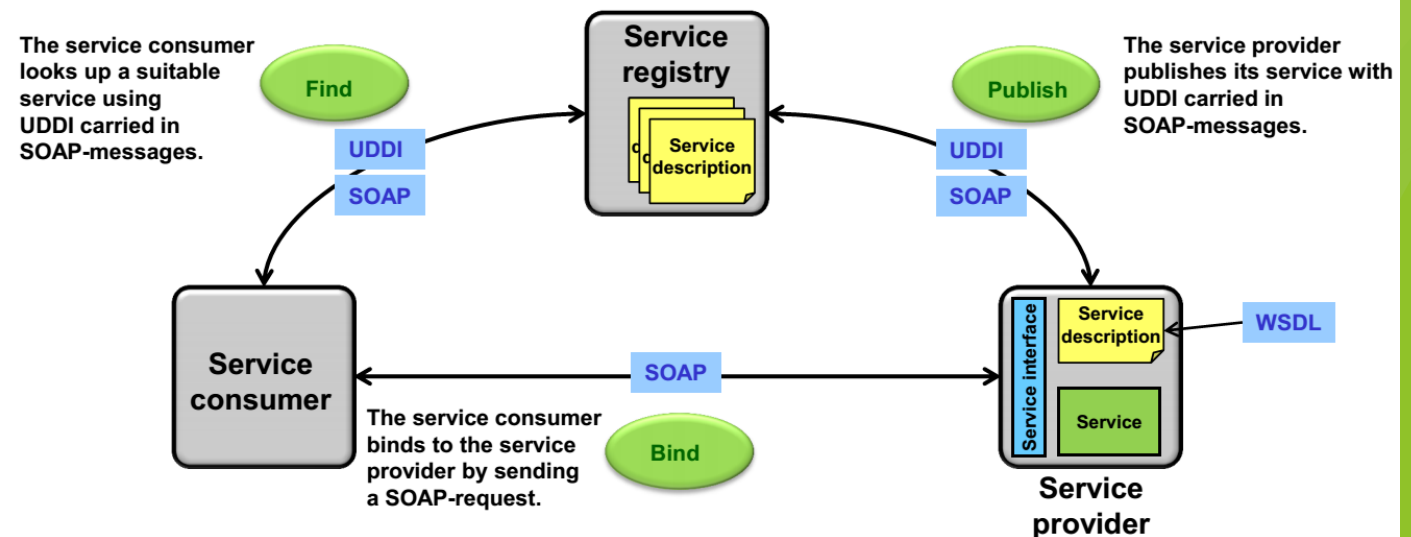 The service consumer
looks up a suitable
service using
UDDI carried in
SOAP-messages.
Find
UDDI
SOAP
Service
registry
Service
description
Publish
UDDI
SOAP
The service provider
publishes its service with
UDDI carried in
SOAP-messages.
Service
consumer
SOAP
The service consumer
binds to the service
provider by sending
a SOAP-request.
Bind
Service interface
Service
description
Service
WSDL
Service
provider